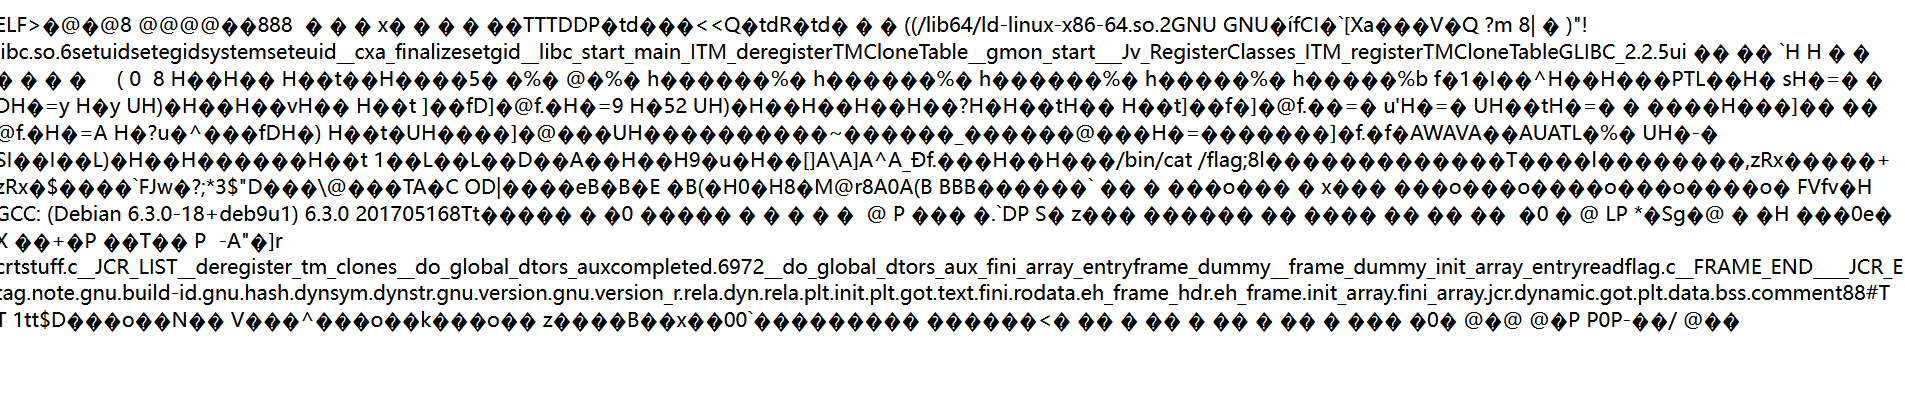 ELF>�@�@8 @@@@��888 � � � x� � � � ��TTTDDP�td���<<Q�tdR�td� � � ((/lib64/ld-linux-x86-64.so.2GNU GNU�ífCI�`[Xa���V�Q ?m 8| � )"!
libc.so.6setuidsetegidsystemseteuid__cxa_finalizesetgid__libc_start_main_ITM_deregisterTMCloneTable__gmon_start___Jv_RegisterClasses_ITM_registerTMCloneTableGLIBC_2.2.5ui �� �� `H H � �
� � � � ( 0 8 H��H�� H��t��H����5� �%� @�%� h������%� h������%� h������%� h�����%� h�����%b f�1�I��^H��H���PTL��H� sH�=� �
DH�=y H�y UH)�H��H��vH�� H��t ]��fD]�@f.�H�=9 H�52 UH)�H��H��H��H��?H�H��tH�� H��t]��f�]�@f.��=� u'H�=� UH��tH�=� � ����H���]�� ��
@f.�H�=A H�?u�^���fDH�) H��t�UH����]�@���UH����������~������_������@���H�=�������]�f.�f�AWAVA��AUATL�%� UH�-�
SI��I��L)�H��H������H��t 1��L��L��D��A��H��H9�u�H��[]A\A]A^A_Ðf.���H��H���/bin/cat /flag;8l�������������T����l��������,zRx�����+
zRx�$����`FJw�?;*3$"D���\@���TA�C OD|����eB�B�E �B(�H0�H8�M@r8A0A(B BBB������` �� � ���o��� � x��� ���o���o����o���o����o� FVfv�H
GCC: (Debian 6.3.0-18+deb9u1) 6.3.0 201705168Tt����� � �0 ����� � � � � � @ P ��� �.`DP S� z��� ������ �� ���� �� �� �� �� �0 � @ LP *�Sg�@ � �H ���0e�
X ��+�P ��T�� P -A"�]r
crtstuff.c__JCR_LIST__deregister_tm_clones__do_global_dtors_auxcompleted.6972__do_global_dtors_aux_fini_array_entryframe_dummy__frame_dummy_init_array_entryreadflag.c__FRAME_END____JCR_E
tag.note.gnu.build-id.gnu.hash.dynsym.dynstr.gnu.version.gnu.version_r.rela.dyn.rela.plt.init.plt.got.text.fini.rodata.eh_frame_hdr.eh_frame.init_array.fini_array.jcr.dynamic.got.plt.data.bss.comment88#T
T 1tt$D���o��N�� V���^���o��k���o�� z����B��x��00`��������� ������<� �� � �� � �� � �� � ��� �0� @�@ @�P P0P-��/ @��